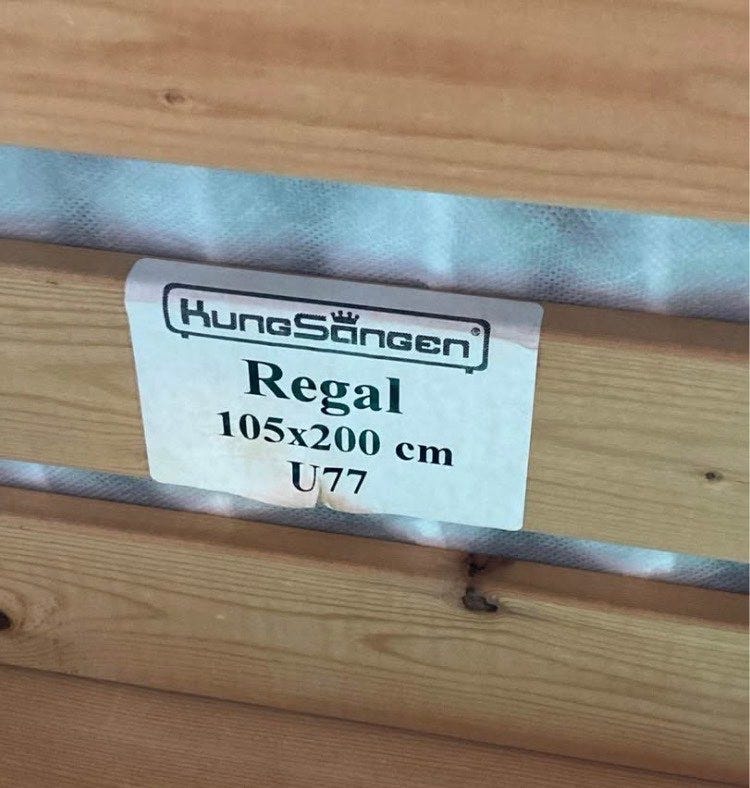 KungSängen®
Regal
105x200 cm
U77